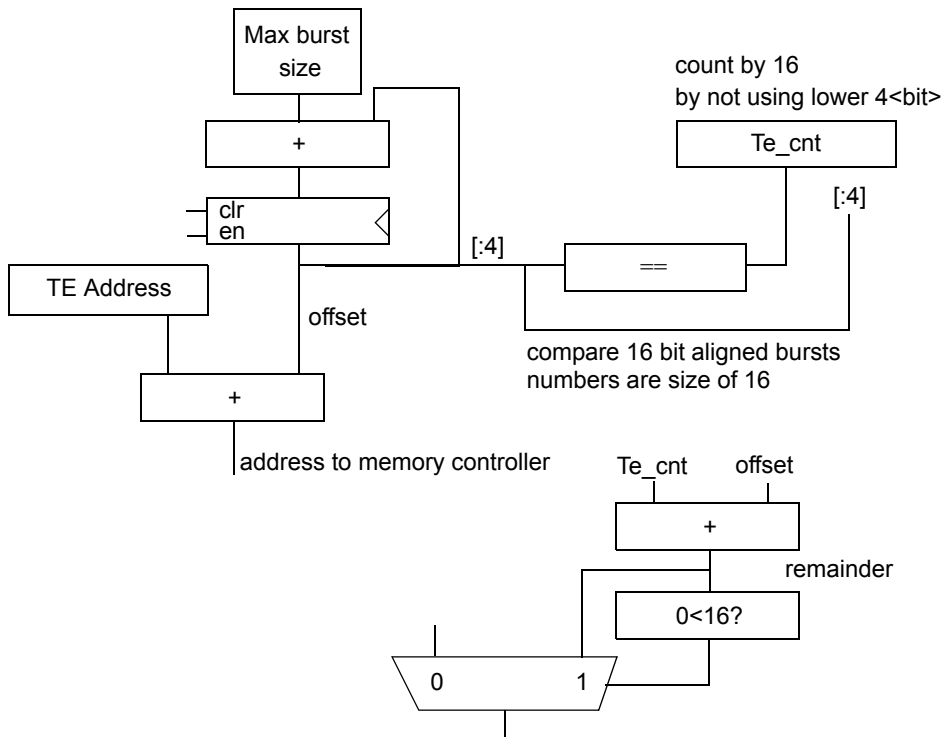 Max burst
size
count by 16
by not using lower 4<bit>
+
Te_cnt
clr
en
[:4]
[:4]
TE Address
==
offset
compare 16 bit aligned bursts
numbers are size of 16
+
address to memory controller
Te_cnt
offset
+
remainder
0<16?
0
1